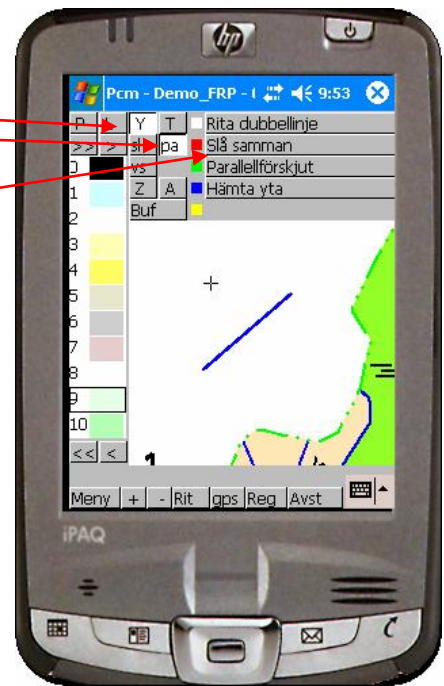 hp
Pcm - Demo_FRP - ( 9:53
P L Y T Rita dubbellinje
>> > sl pa Slå samman
0 vs Parallellförskjut
1 Z A Hämta yta
2 Buf
3
4
5
6
7
8
9
10
<< < 1
Meny + - Rit gps Reg Avst
iPAQ